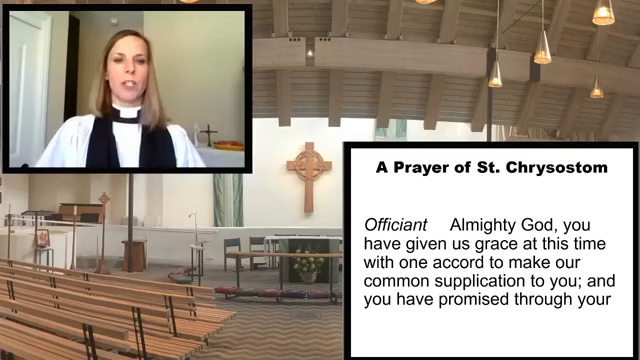 A Prayer of St. Chrysostom
Officiant Almighty God, you
have given us grace at this time
with one accord to make our
common supplication to you; and
you have promised through your